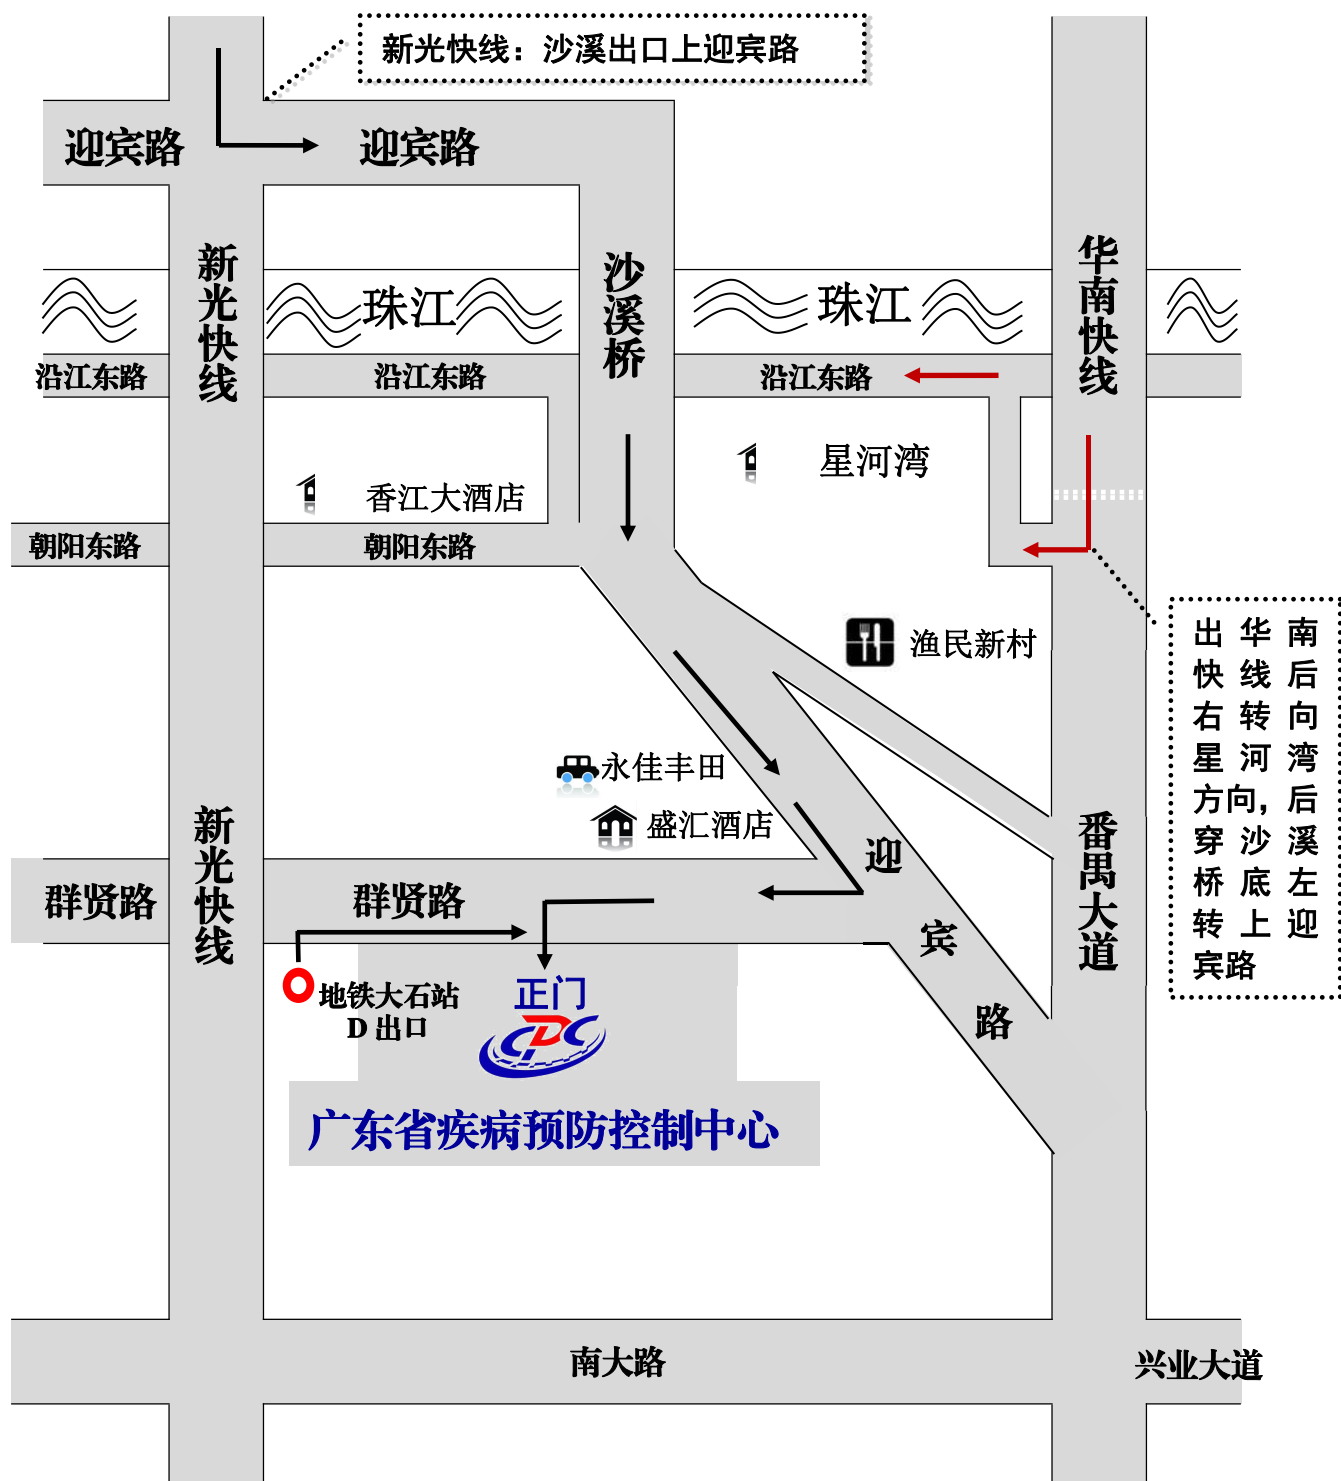 新光快线：沙溪出口上迎宾路
迎宾路
迎宾路
新光快线
沙溪桥
华南快线
珠江
珠江
沿江东路
沿江东路
沿江东路
星河湾
香江大酒店
朝阳东路
朝阳东路
渔民新村
出华南
快线后
右转向
星河湾
方向，后
穿沙溪
桥底左
转上迎
宾路
永佳丰田
盛汇酒店
新光快线
番禺大道
迎宾路
群贤路
群贤路
正门
地铁大石站
D 出口
CDC
广东省疾病预防控制中心
南大路
兴业大道